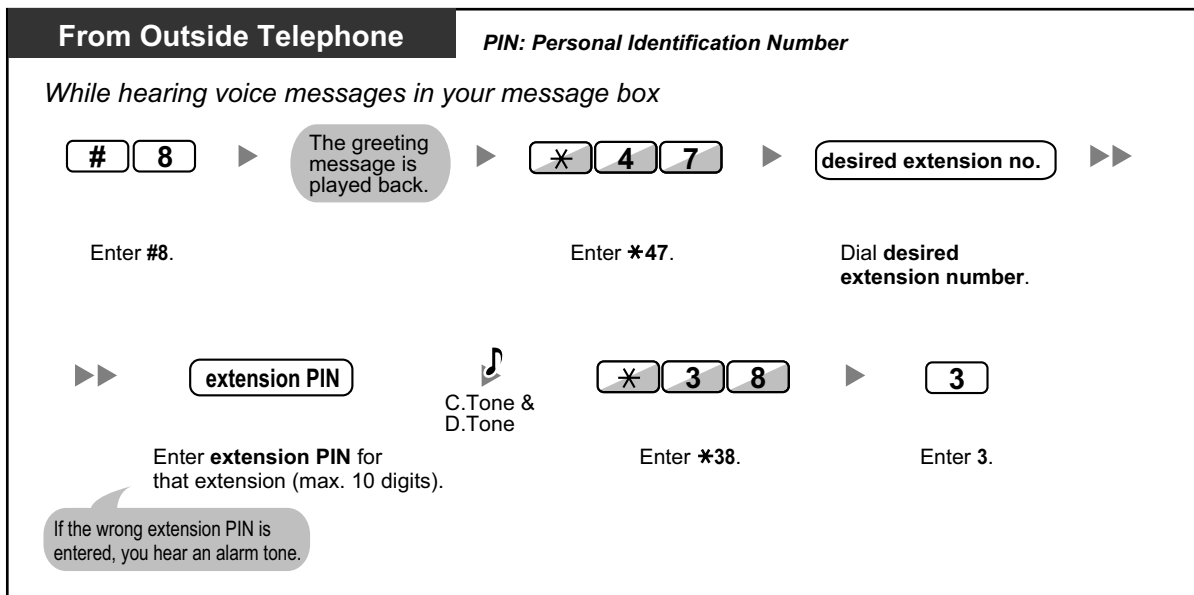 From Outside Telephone
PIN: Personal Identification Number
While hearing voice messages in your message box
# 8
The greeting
message is
played back.
* 4 7
desired extension no.
Enter #8.
Enter *47.
Dial desired
extension number.
extension PIN
C.Tone &
D.Tone
* 3 8
3
Enter extension PIN for
that extension (max. 10 digits).
Enter *38.
Enter 3.
If the wrong extension PIN is
entered, you hear an alarm tone.